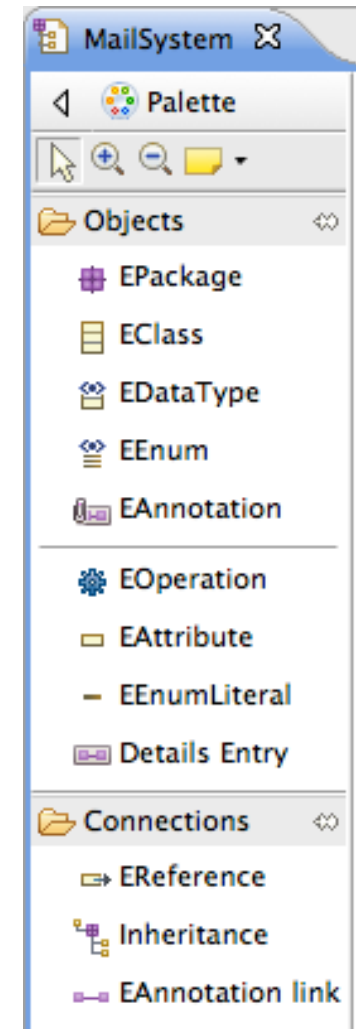 MailSystem
Palette
Objects
EPackage
EClass
EDataType
EEnum
EAnnotation
EOperation
EAttribute
EEnumLiteral
Details Entry
Connections
EReference
Inheritance
EAnnotation link